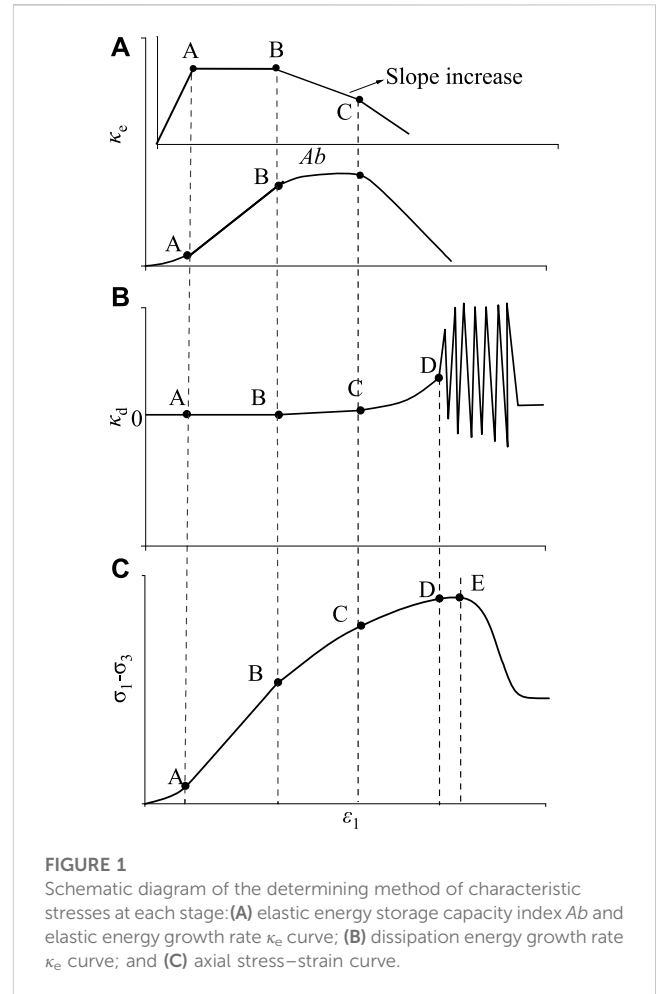 A
A
B
Slope increase
C
κe
Ab
B
A
B
D
C
A
B
κd 0
C
D
E
C
σ1-σ3
B
A
ε1
FIGURE 1
Schematic diagram of the determining method of characteristic
stresses at each stage:(A) elastic energy storage capacity index Ab and
elastic energy growth rate κe curve; (B) dissipation energy growth rate
κe curve; and (C) axial stress–strain curve.